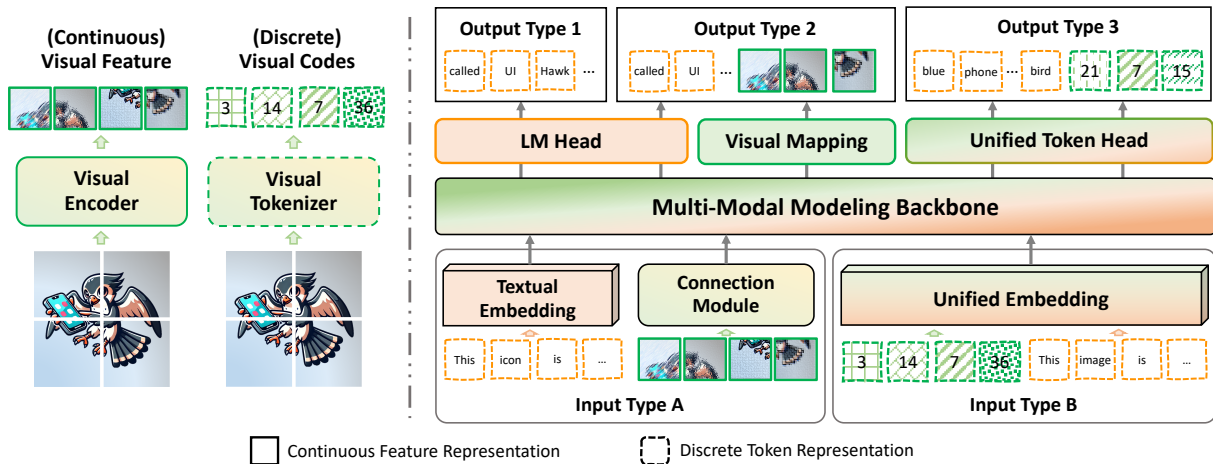 (Continuous)
Visual Feature
(Discrete)
Visual Codes
3 14 7 36
Visual
Encoder
Visual
Tokenizer
Output Type 1
called UI Hawk ...
Output Type 2
called UI ...
Output Type 3
blue phone ... bird 21 7 15
LM Head
Visual Mapping
Unified Token Head
Multi-Modal Modeling Backbone
Textual
Embedding
Connection
Module
Unified Embedding
This icon is ...
3 14 7 36 This image is ...
Input Type A
Input Type B
Continuous Feature Representation
Discrete Token Representation